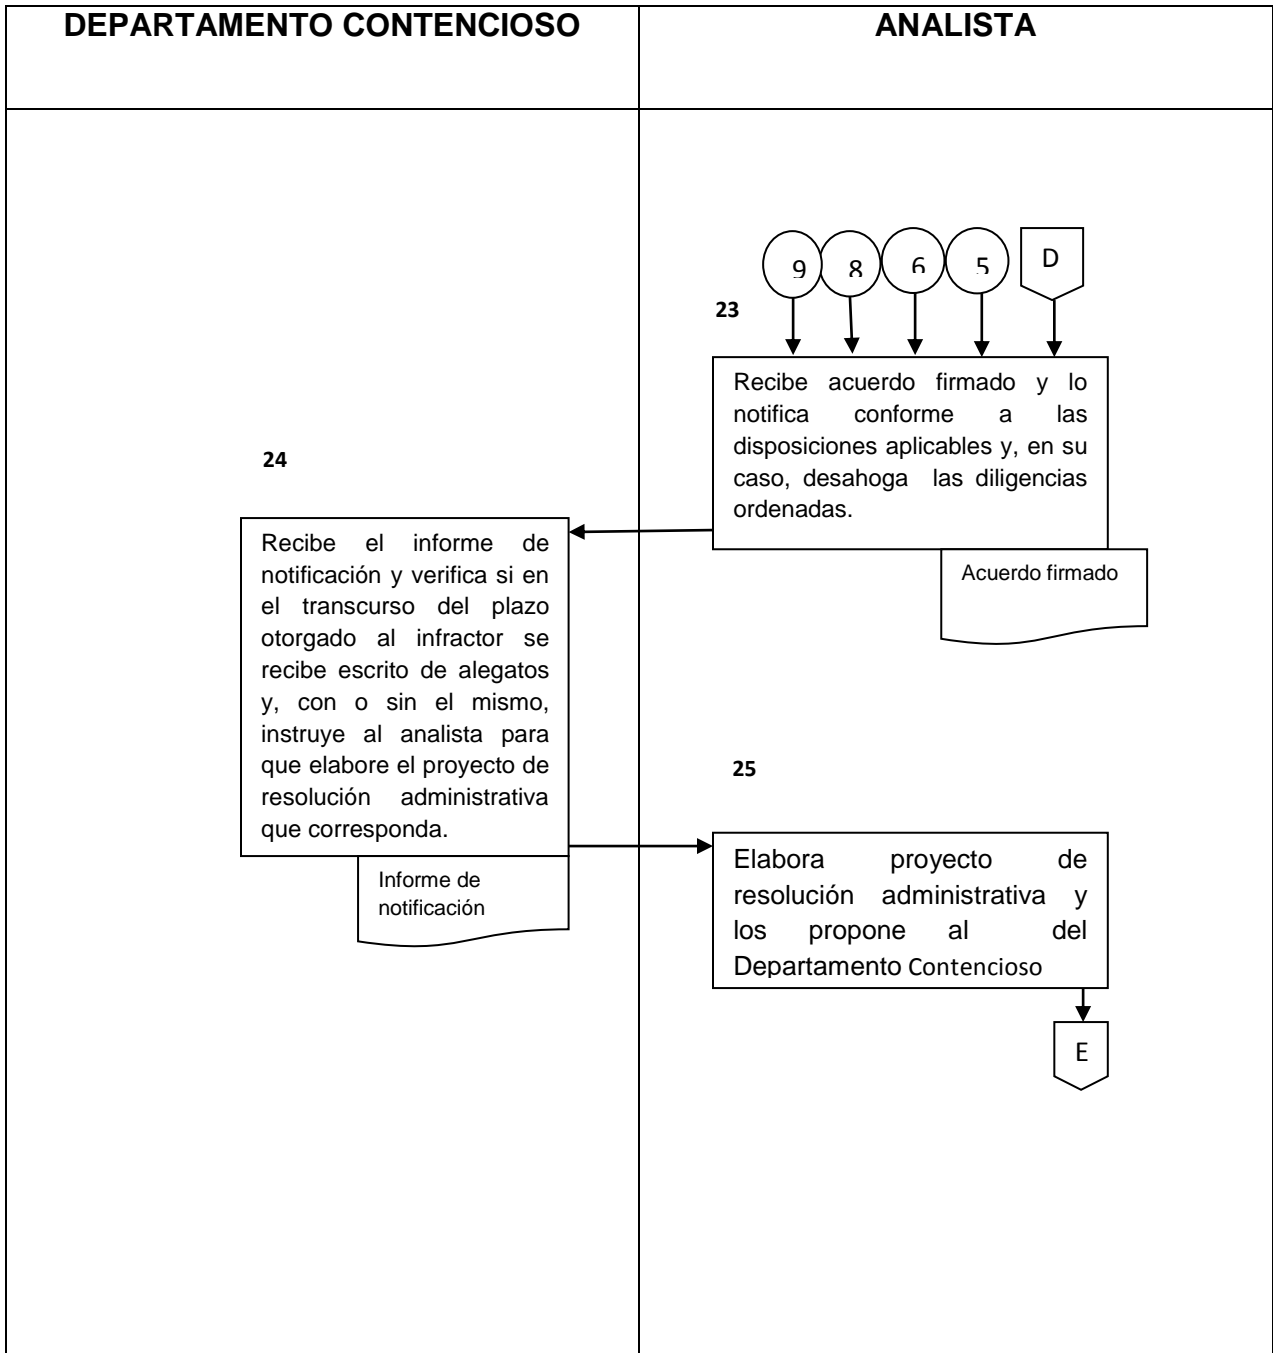 DEPARTAMENTO CONTENCIOSO
ANALISTA
9 8 6 5 D
23
Recibe acuerdo firmado y lo
notifica conforme a las
disposiciones aplicables y, en su
caso, desahoga las diligencias
ordenadas.
Acuerdo firmado
24
Recibe el informe de
notificación y verifica si en
el transcurso del plazo
otorgado al infractor se
recibe escrito de alegatos
y, con o sin el mismo,
instruye al analista para
que elabore el proyecto de
resolución administrativa
que corresponda.
Informe de
notificación
25
Elabora proyecto de
resolución administrativa y
los propone al del
Departamento Contencioso
E